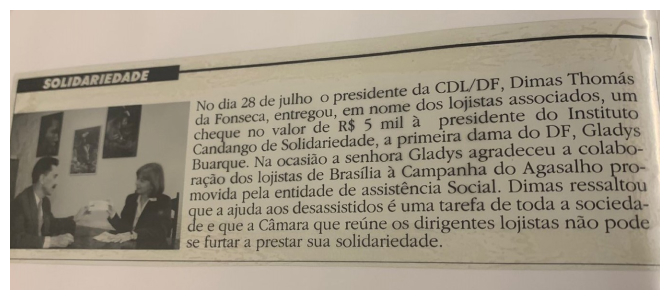 SOLIDARIEDADE
No dia 28 de julho o presidente da CDL/DF, Dimas Thomás
da Fonseca, entregou, em nome dos lojistas associados, um
cheque no valor de R$ 5 mil à presidente do Instituto
Candango de Solidariedade, a primeira dama do DF, Gladys
Buarque. Na ocasião a senhora Gladys agradeceu a colabo-
ração dos lojistas de Brasília à Campanha do Agasalho pro-
movida pela entidade de assistência Social. Dimas ressaltou
que a ajuda aos desassistidos é uma tarefa de toda a socieda-
de e que a Câmara que reúne os dirigentes lojistas não pode
se furtar a prestar sua solidariedade.